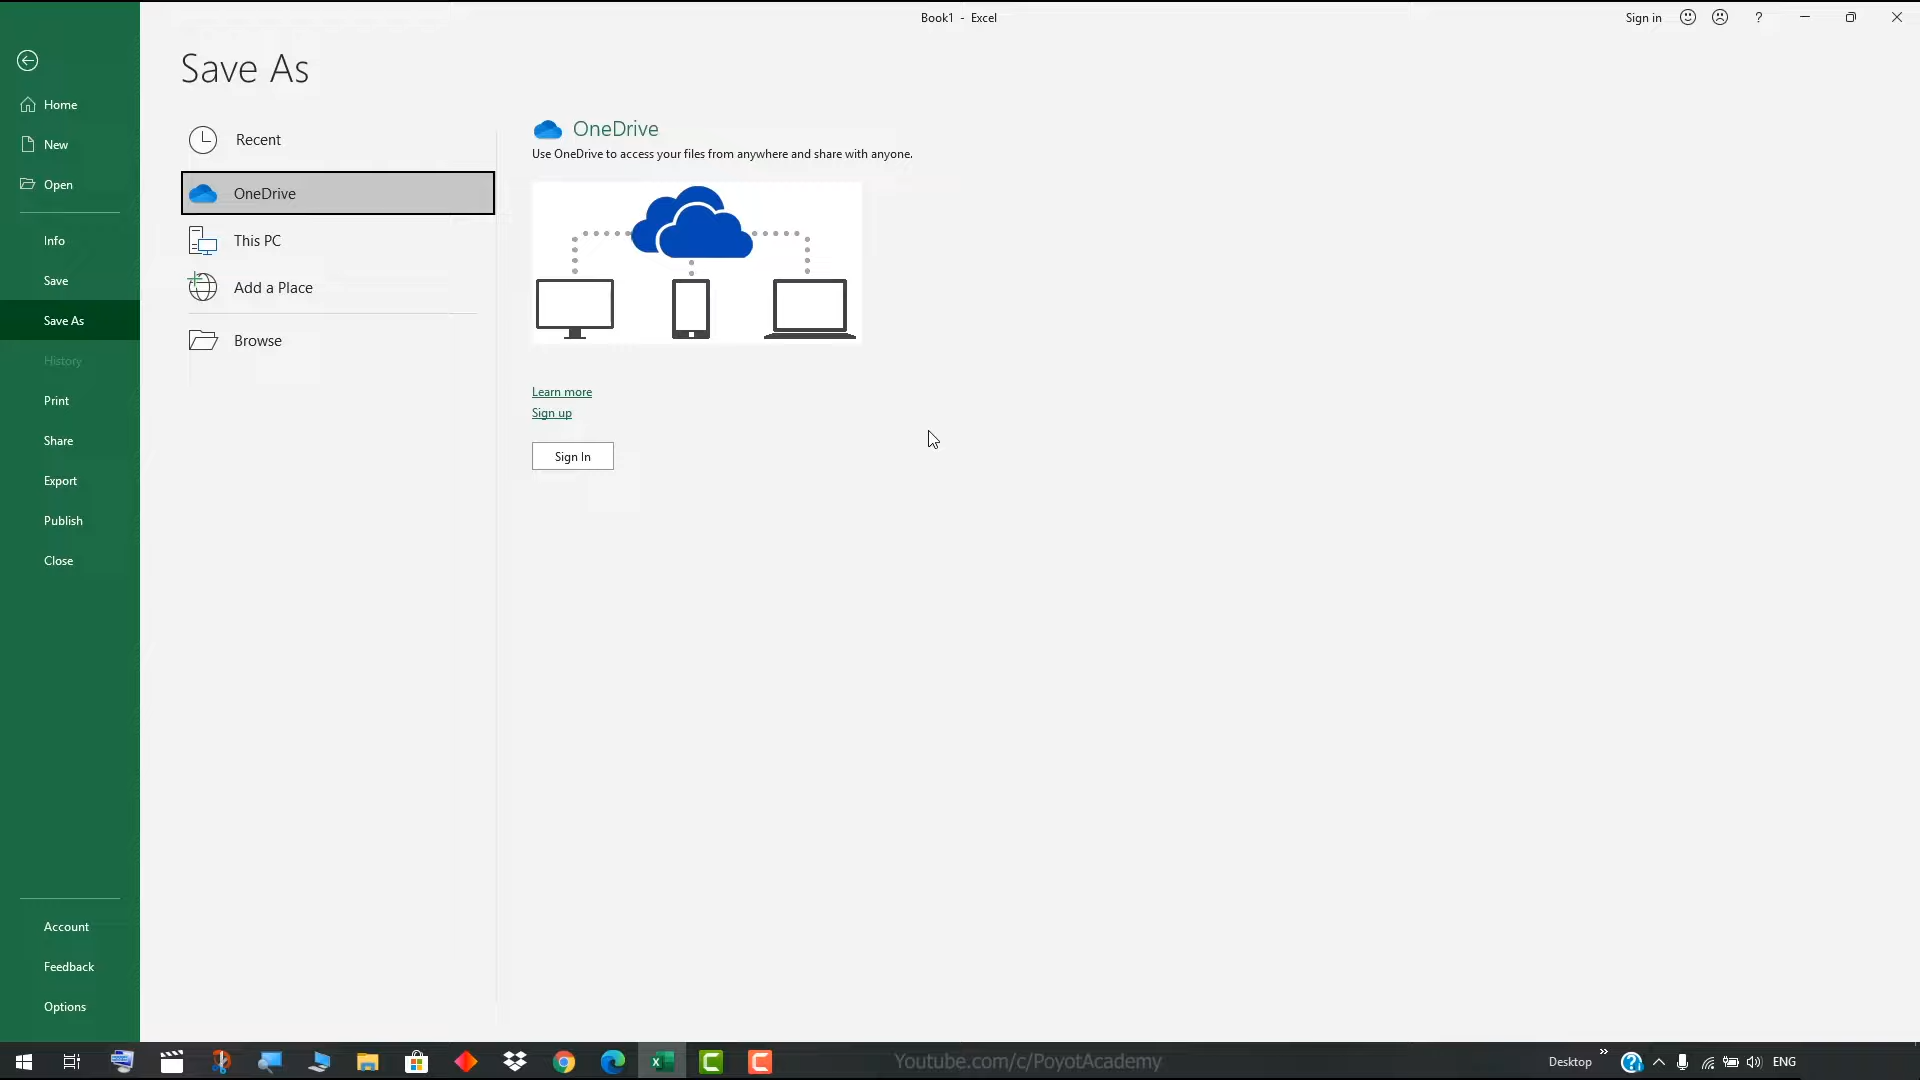 Book1 - Excel
Sign in
?
Save As
Home
New
Open
Info
Save
Save As
History
Print
Share
Export
Publish
Close
Account
Feedback
Options
Recent
OneDrive
This PC
Add a Place
Browse
OneDrive
Use OneDrive to access your files from anywhere and share with anyone.
Learn more
Sign up
Sign In
Youtube.com/c/PoyotAcademy
Desktop
ENG